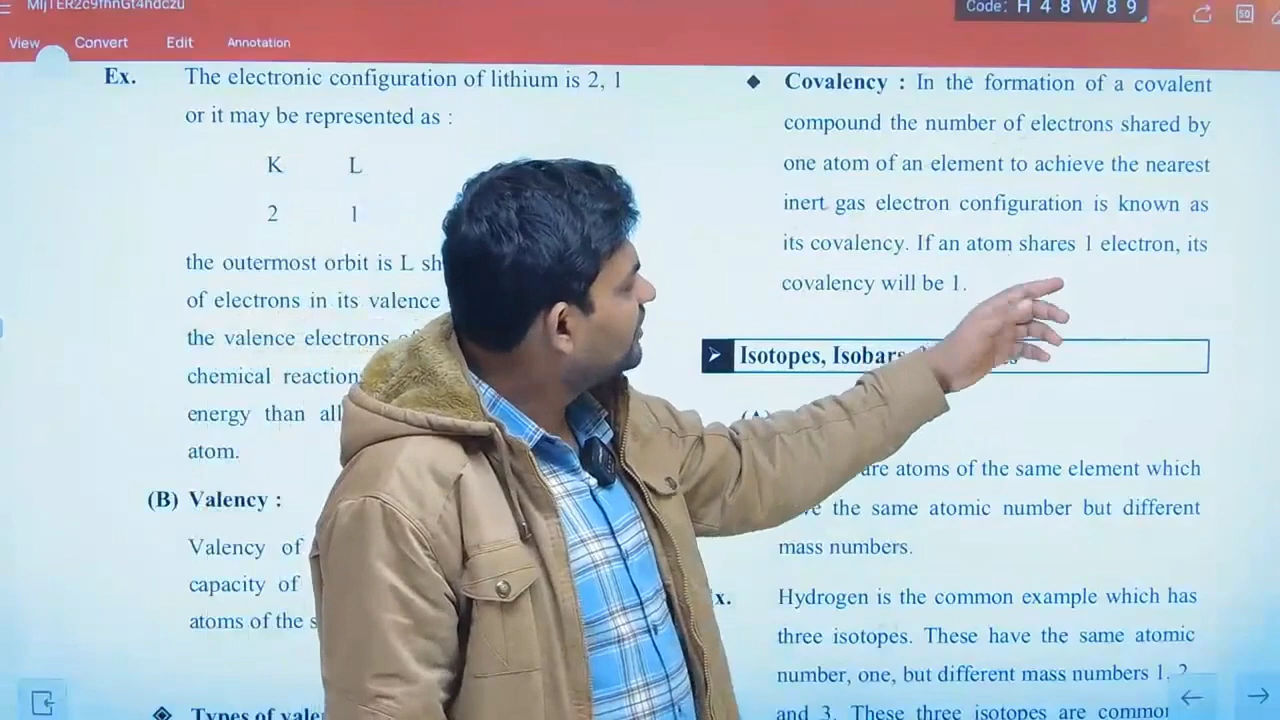 Code: H 4 8 W 8 9
50
View Convert Edit Annotation
Ex. The electronic configuration of lithium is 2, 1
or it may be represented as :
K L
2 1
the outermost orbit is L
of electrons in its valence
the valence electrons
chemical reaction
energy than all
atom.
(B) Valency :
Valency of
capacity of
atoms of the
Types of
Covalency : In the formation of a covalent
compound the number of electrons shared by
one atom of an element to achieve the nearest
inert gas electron configuration is known as
its covalency. If an atom shares 1 electron, its
covalency will be 1.
Isotopes, Isobars
are atoms of the same element which
the same atomic number but different
mass numbers.
Hydrogen is the common example which has
three isotopes. These have the same atomic
number, one, but different mass numbers 1, 2
and 3. These three isotopes are